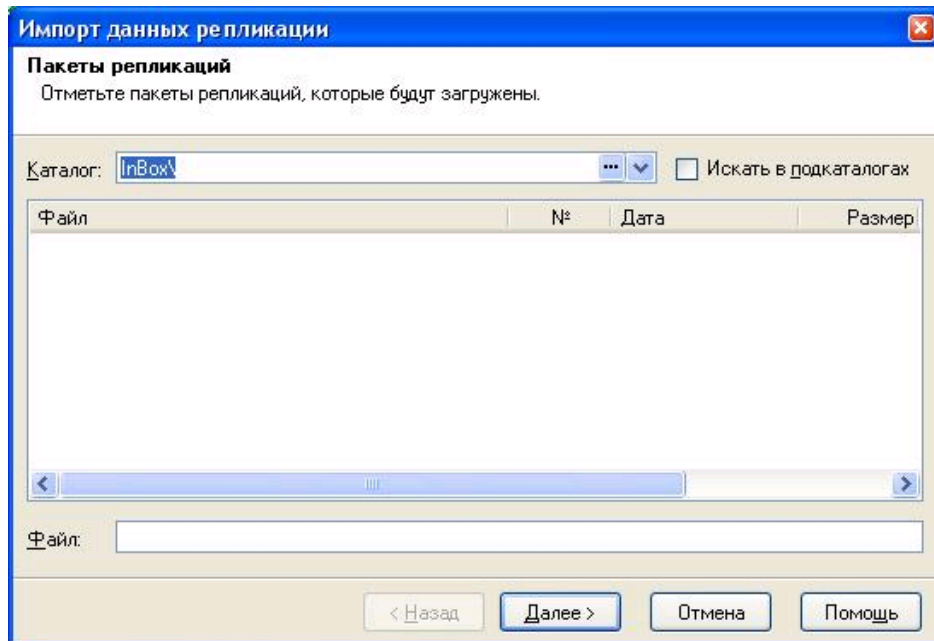 Импорт данных репликации
Пакеты репликаций
Отметьте пакеты репликаций, которые будут загружены.
Каталог: InBox\ ... Искать в подкаталогах
Файл № Дата Размер
Файл:
< Назад Далее > Отмена Помощь